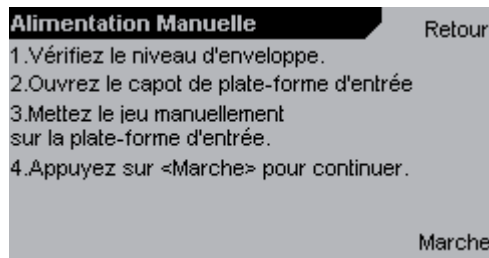 Alimentation Manuelle
Retour
1.Vérifiez le niveau d'enveloppe.
2.Ouvrez le capot de plate-forme d'entrée
3.Mettez le jeu manuellement
sur la plate-forme d'entrée.
4.Appuyez sur <Marche> pour continuer.
Marche